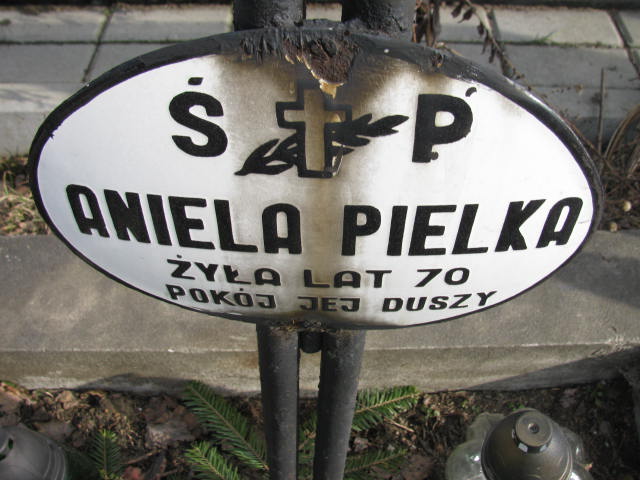 Ś P
ANIELA PIELKA
ŻYŁA LAT 70
POKÓJ JEJ DUSZY